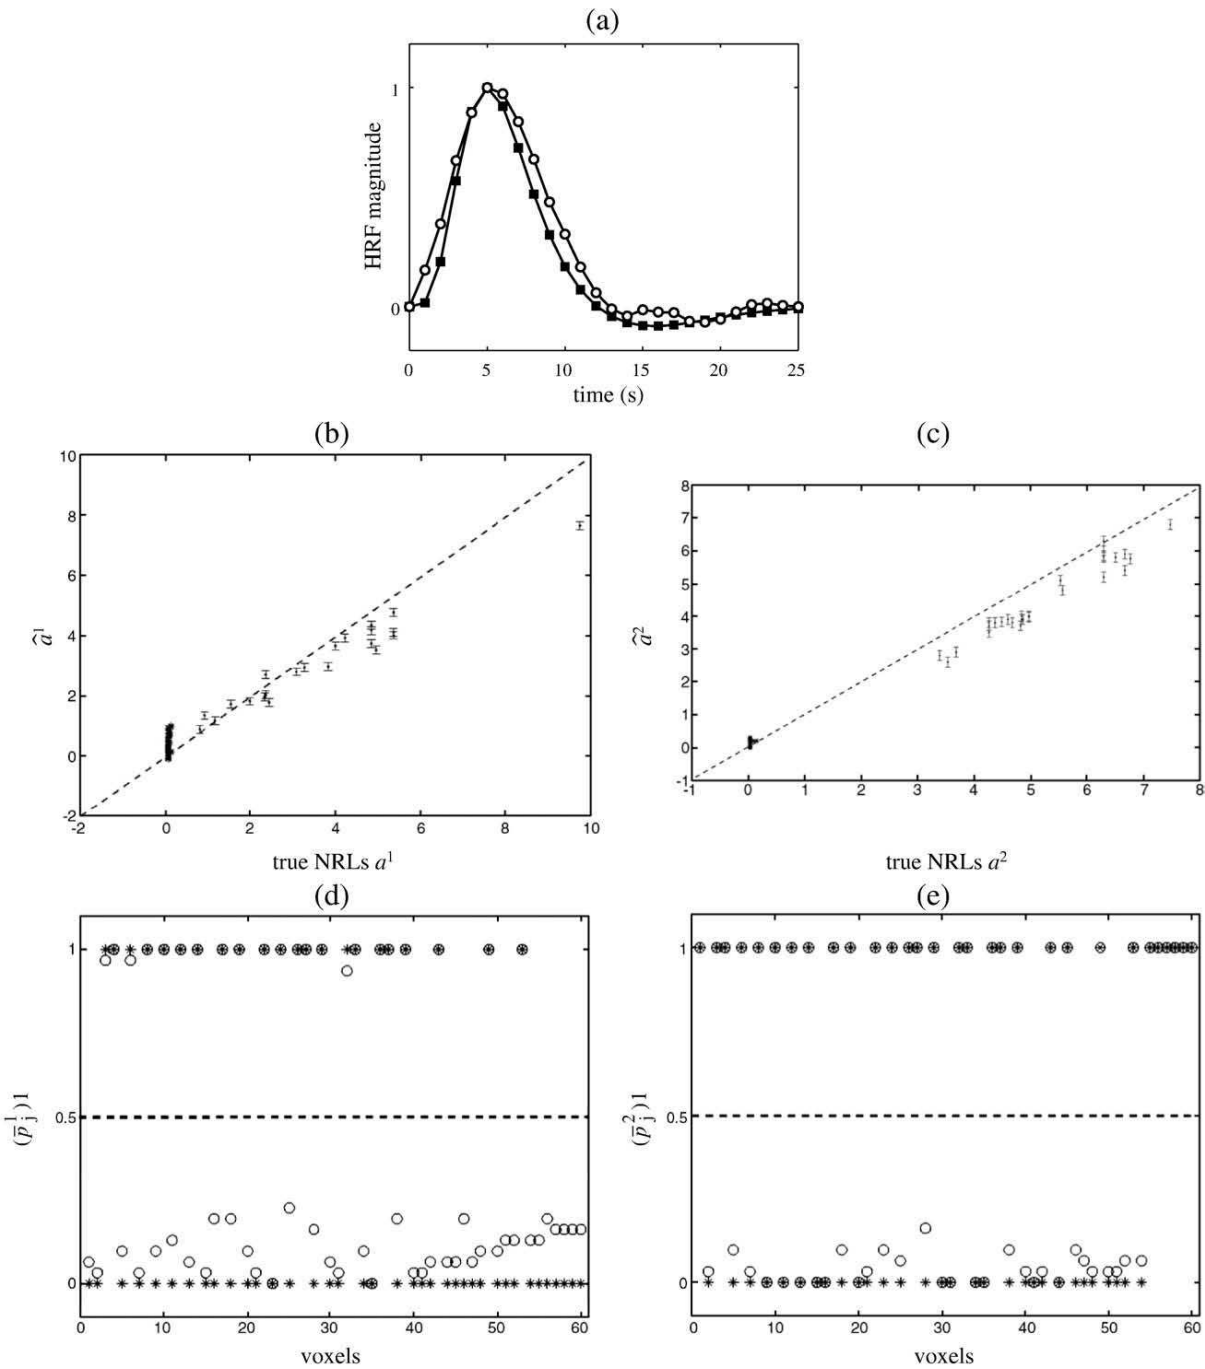 (a)
1
0
HRF magnitude
0 5 10 15 20 25
time (s)
(b)
10
8
6
4
2
0
-2
â¹
-2 0 2 4 6 8 10
true NRLs a¹
(c)
8
7
6
5
4
3
2
1
0
-1
â²
-1 0 1 2 3 4 5 6 7 8
true NRLs a²
(d)
1
0.5
0
(p̄¹j)1
0 10 20 30 40 50 60
voxels
(e)
1
0.5
0
(p̄²j)1
0 10 20 30 40 50 60
voxels